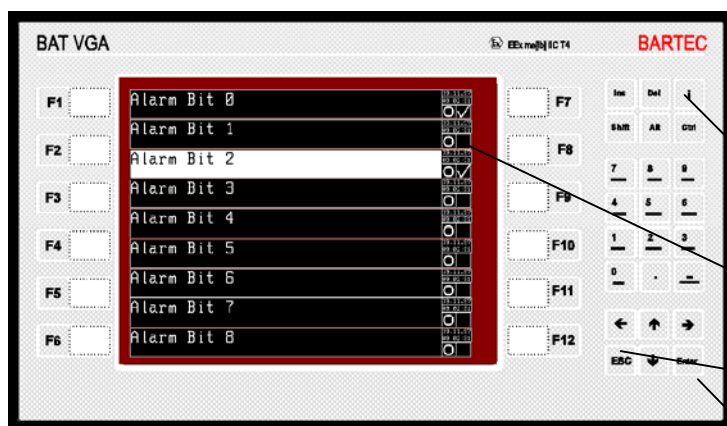 BAT VGA
EEx me[ib] IIC T4
BARTEC
F1
F2
F3
F4
F5
F6
Alarm Bit 0
Alarm Bit 1
Alarm Bit 2
Alarm Bit 3
Alarm Bit 4
Alarm Bit 5
Alarm Bit 6
Alarm Bit 7
Alarm Bit 8
F7
F8
F9
F10
F11
F12
Ins Del i
Shift Alt Ctrl
7 8 9
4 5 6
1 2 3
0 . -
ESC Enter